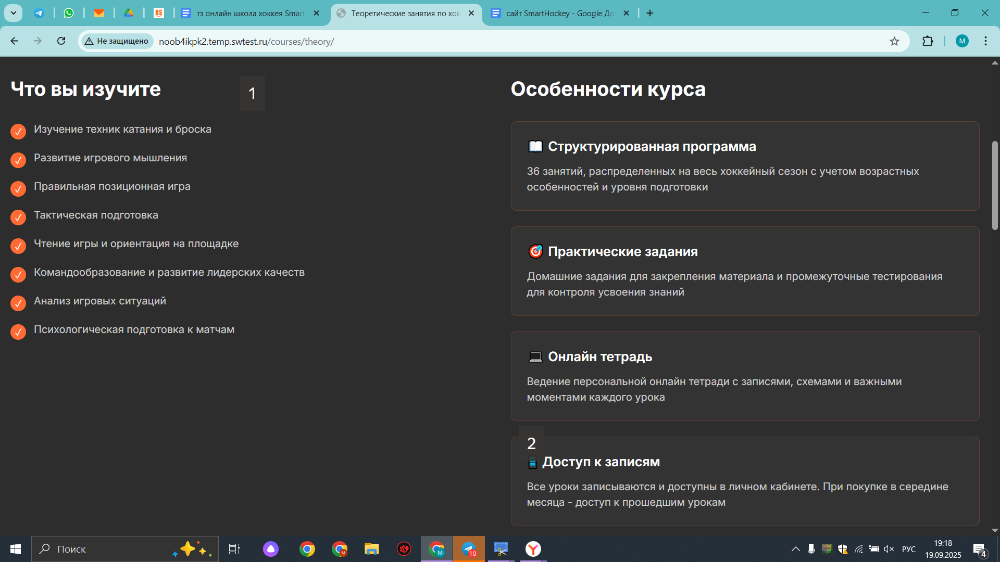 тз онлайн школа хоккея Smart
Теоретические занятия по хок
сайт SmartHockey - Google До
Не защищено
noob4ikpk2.temp.swtest.ru/courses/theory/
M
Что вы изучите
1
Изучение техник катания и броска
Развитие игрового мышления
Правильная позиционная игра
Тактическая подготовка
Чтение игры и ориентация на площадке
Командообразование и развитие лидерских качеств
Анализ игровых ситуаций
Психологическая подготовка к матчам
Особенности курса
Структурированная программа
36 занятий, распределенных на весь хоккейный сезон с учетом возрастных
особенностей и уровня подготовки
Практические задания
Домашние задания для закрепления материала и промежуточные тестирования
для контроля усвоения знаний
Онлайн тетрадь
Ведение персональной онлайн тетради с записями, схемами и важными
моментами каждого урока
2
Доступ к записям
Все уроки записываются и доступны в личном кабинете. При покупке в середине
месяца - доступ к прошедшим урокам
Поиск
10
РУС
19:18
19.09.2025
4